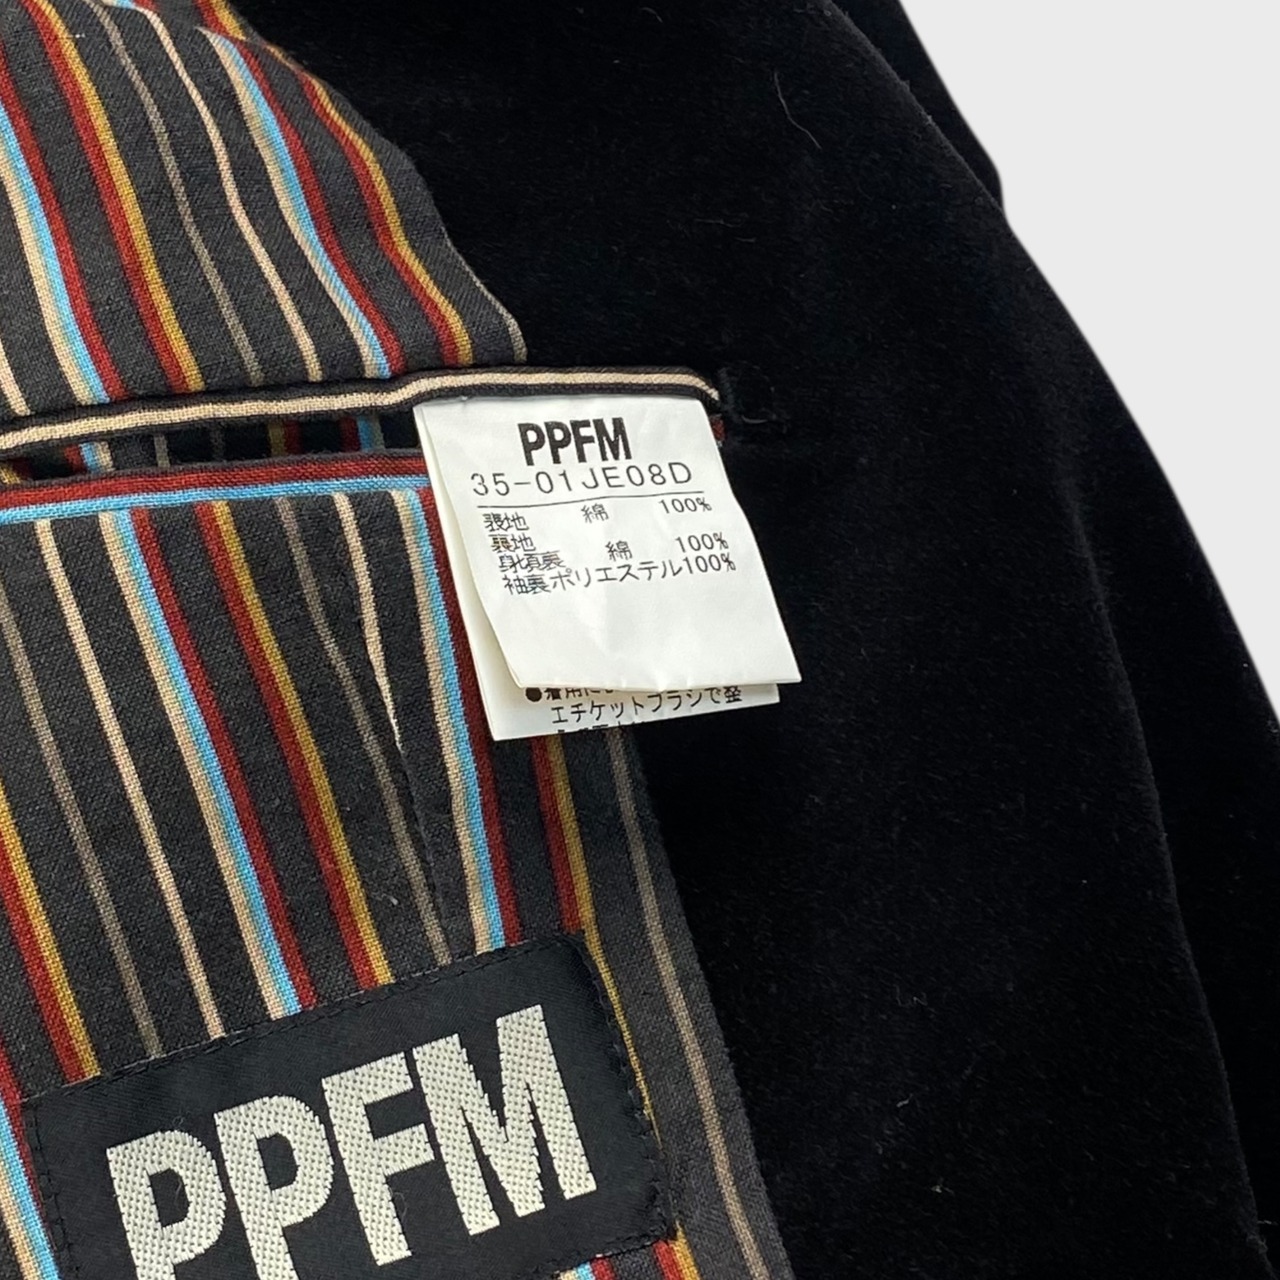 PPFM
35-01JE08D
表地 綿 100%
裏地
身頃裏 綿 100%
袖裏ポリエステル100%
エチケットブラシで整
PPFM